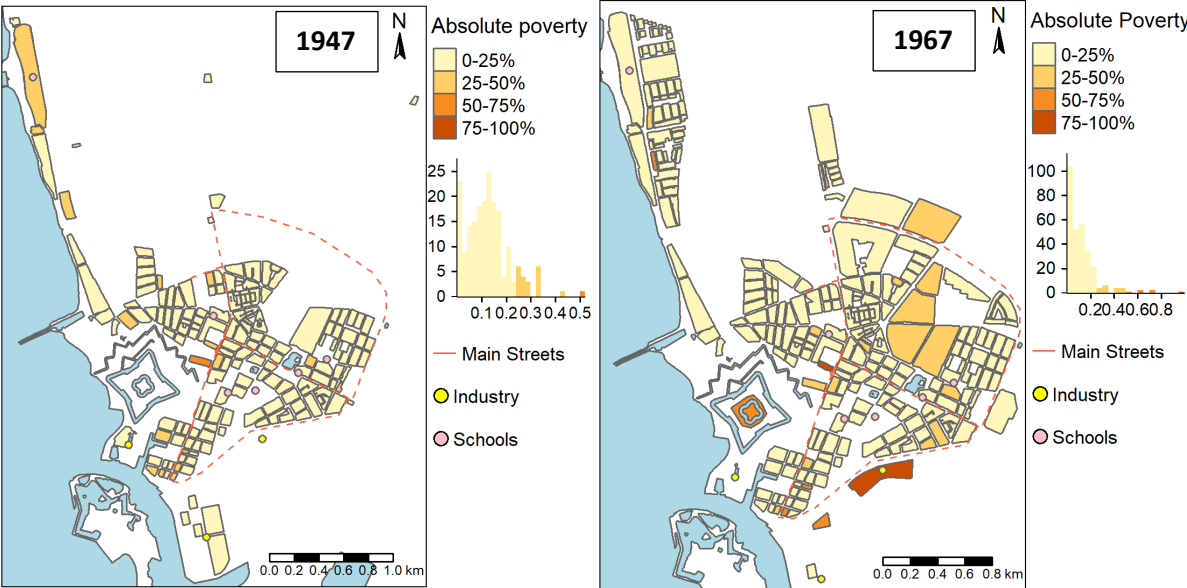 1947
N
Absolute poverty
0-25%
25-50%
50-75%
75-100%
25
20
15
10
5
0
0.1 0.2 0.3 0.4 0.5
Main Streets
Industry
Schools
0.0 0.2 0.4 0.6 0.8 1.0 km
1967
N
Absolute Poverty
0-25%
25-50%
50-75%
75-100%
100
80
60
40
20
0
0.20.40.60.8
Main Streets
Industry
Schools
0.0 0.2 0.4 0.6 0.8 km